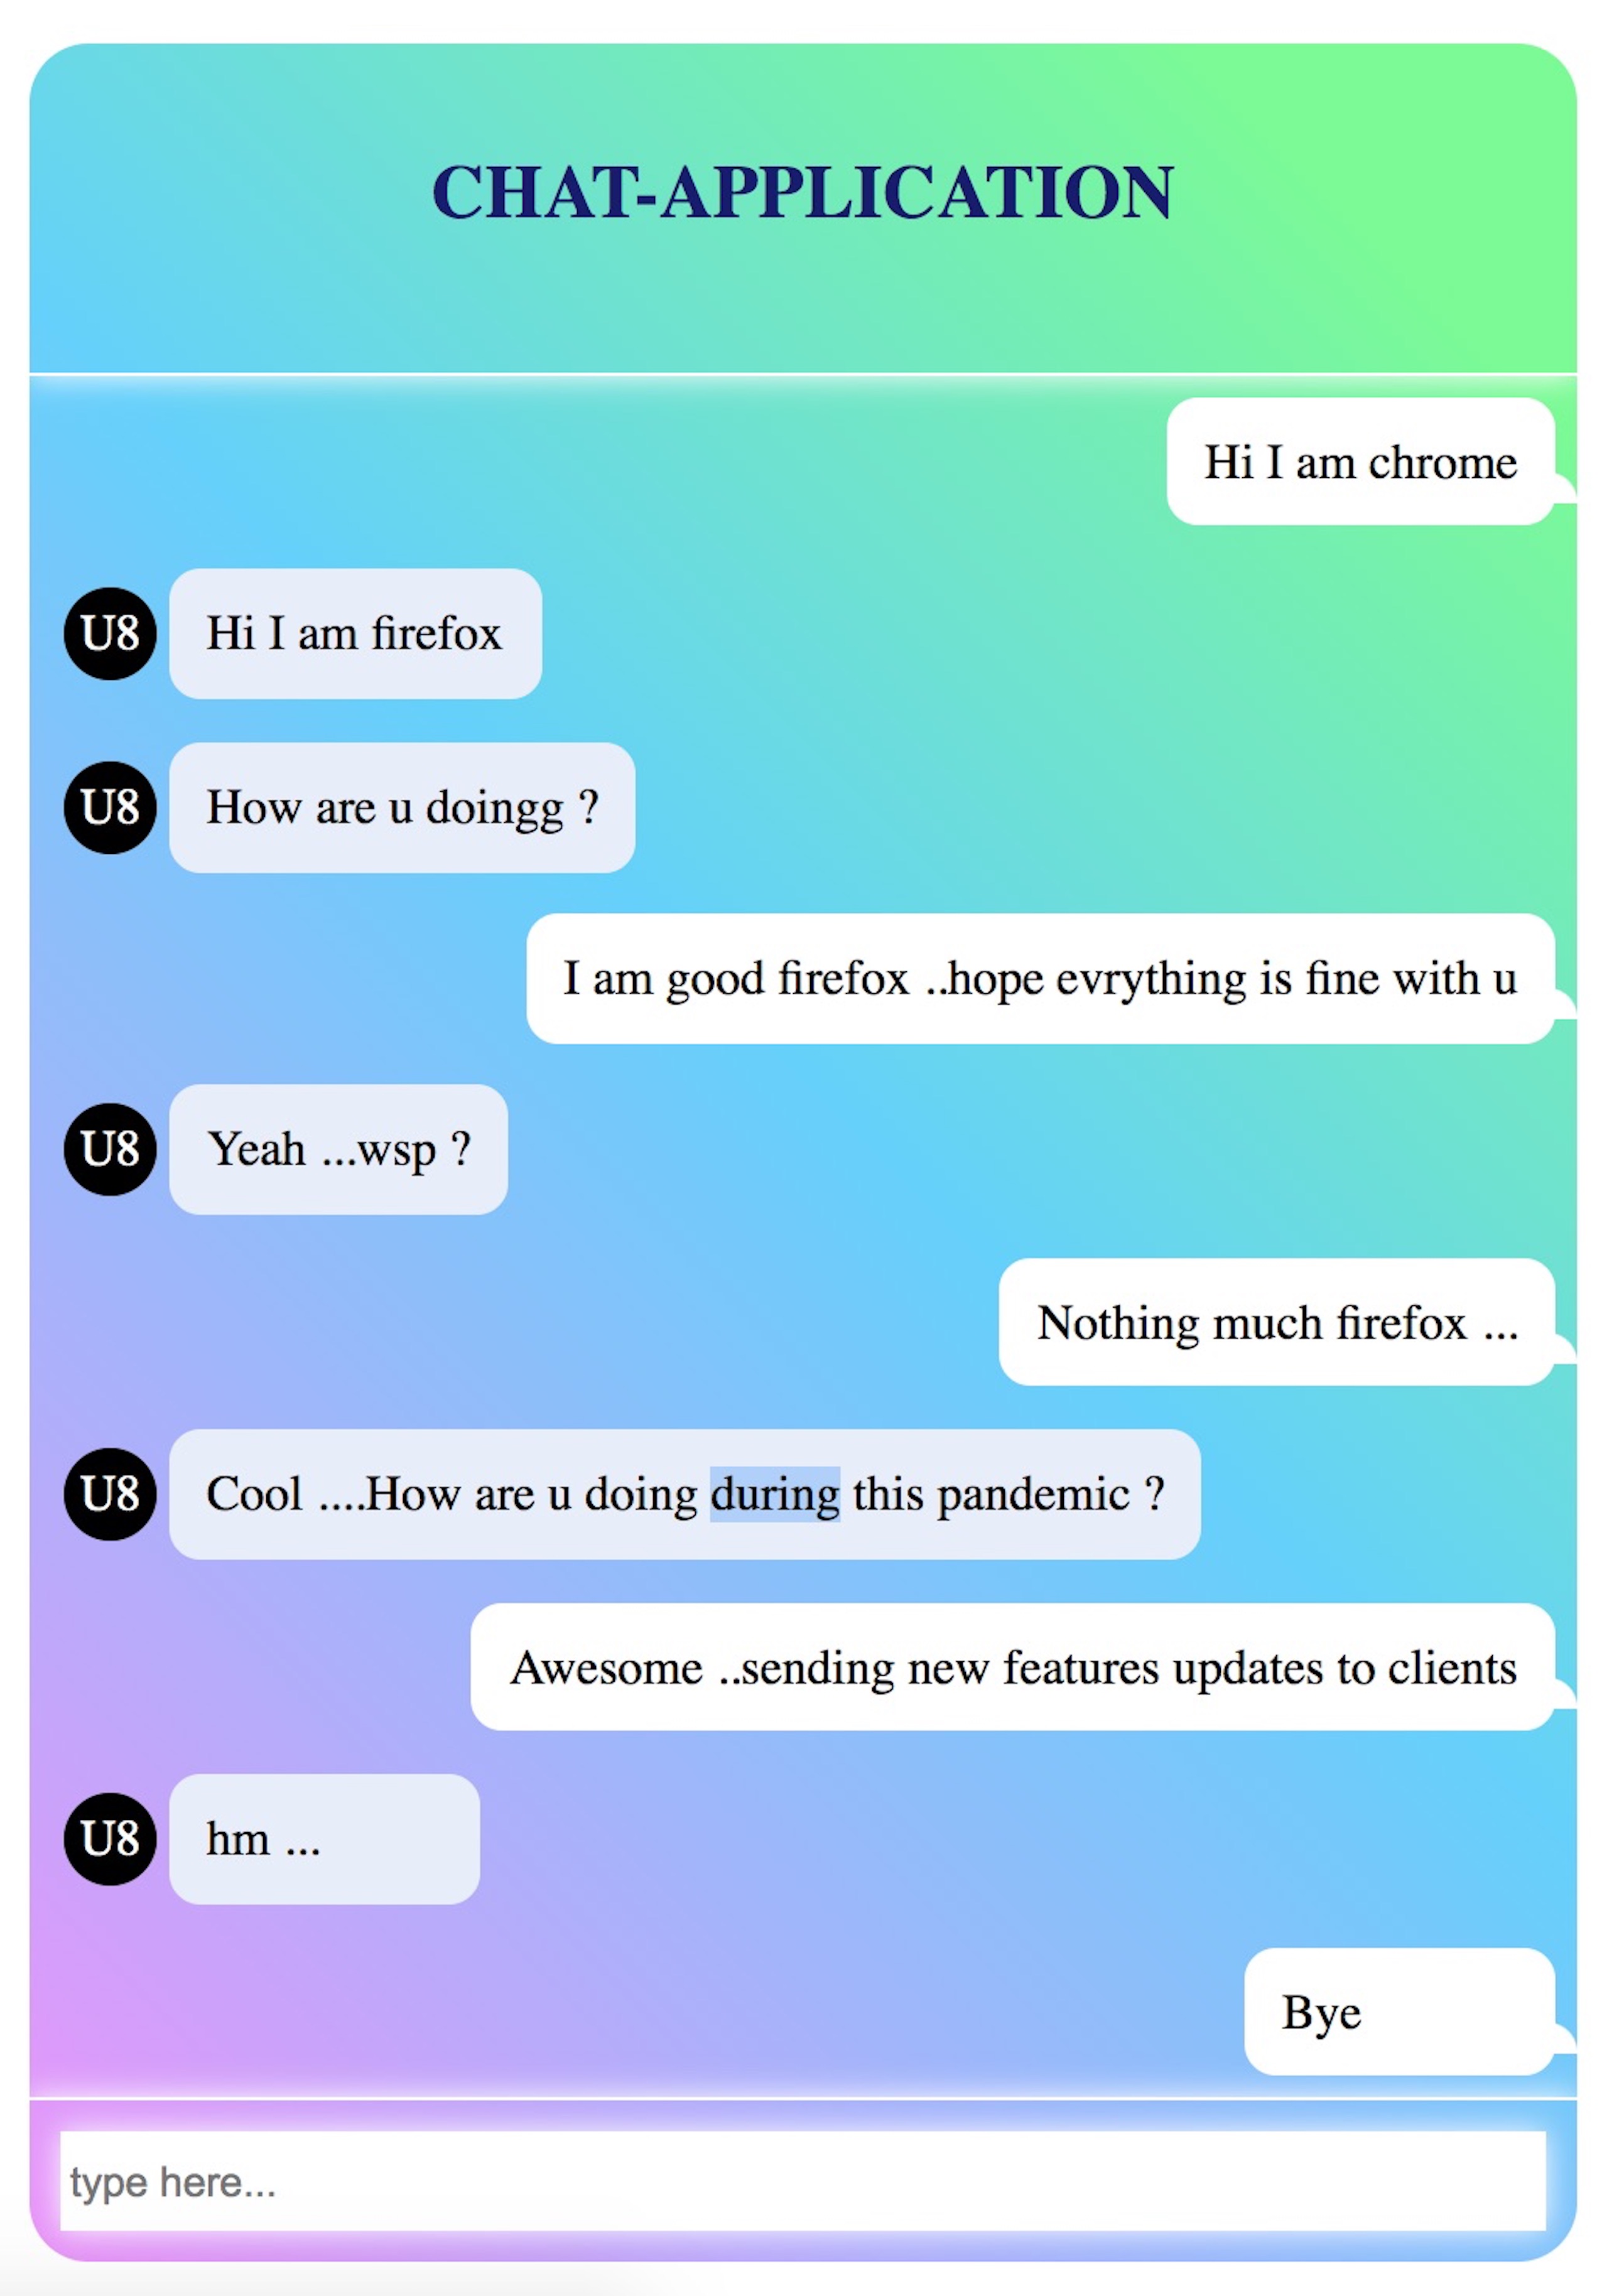 CHAT-APPLICATION
Hi I am chrome
U8 Hi I am firefox
U8 How are u doingg ?
I am good firefox ..hope evrything is fine with u
U8 Yeah ...wsp ?
Nothing much firefox ...
U8 Cool ....How are u doing during this pandemic ?
Awesome ..sending new features updates to clients
U8 hm ...
Bye
type here...